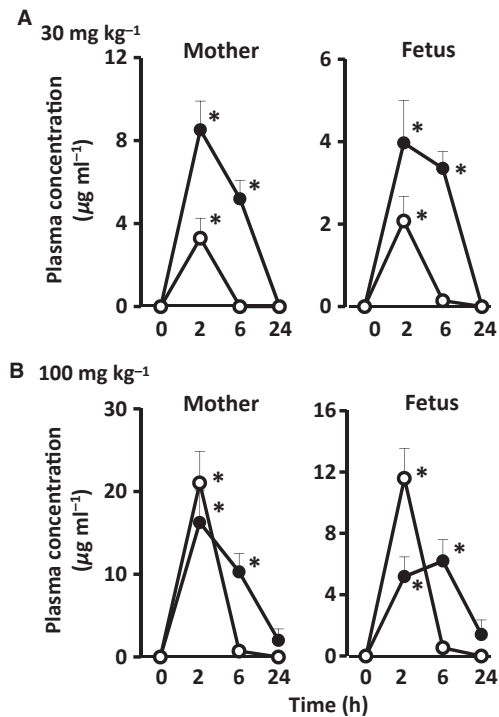 A 30 mg kg⁻¹
Mother
Fetus
Plasma concentration
(µg ml⁻¹)
12
8
4
0
0 2 6 24
6
4
2
0
0 2 6 24
* * *
* * *
B 100 mg kg⁻¹
Mother
Fetus
Plasma concentration
(µg ml⁻¹)
30
20
10
0
0 2 6 24
16
12
8
4
0
0 2 6 24
* * *
* * *
Time (h)